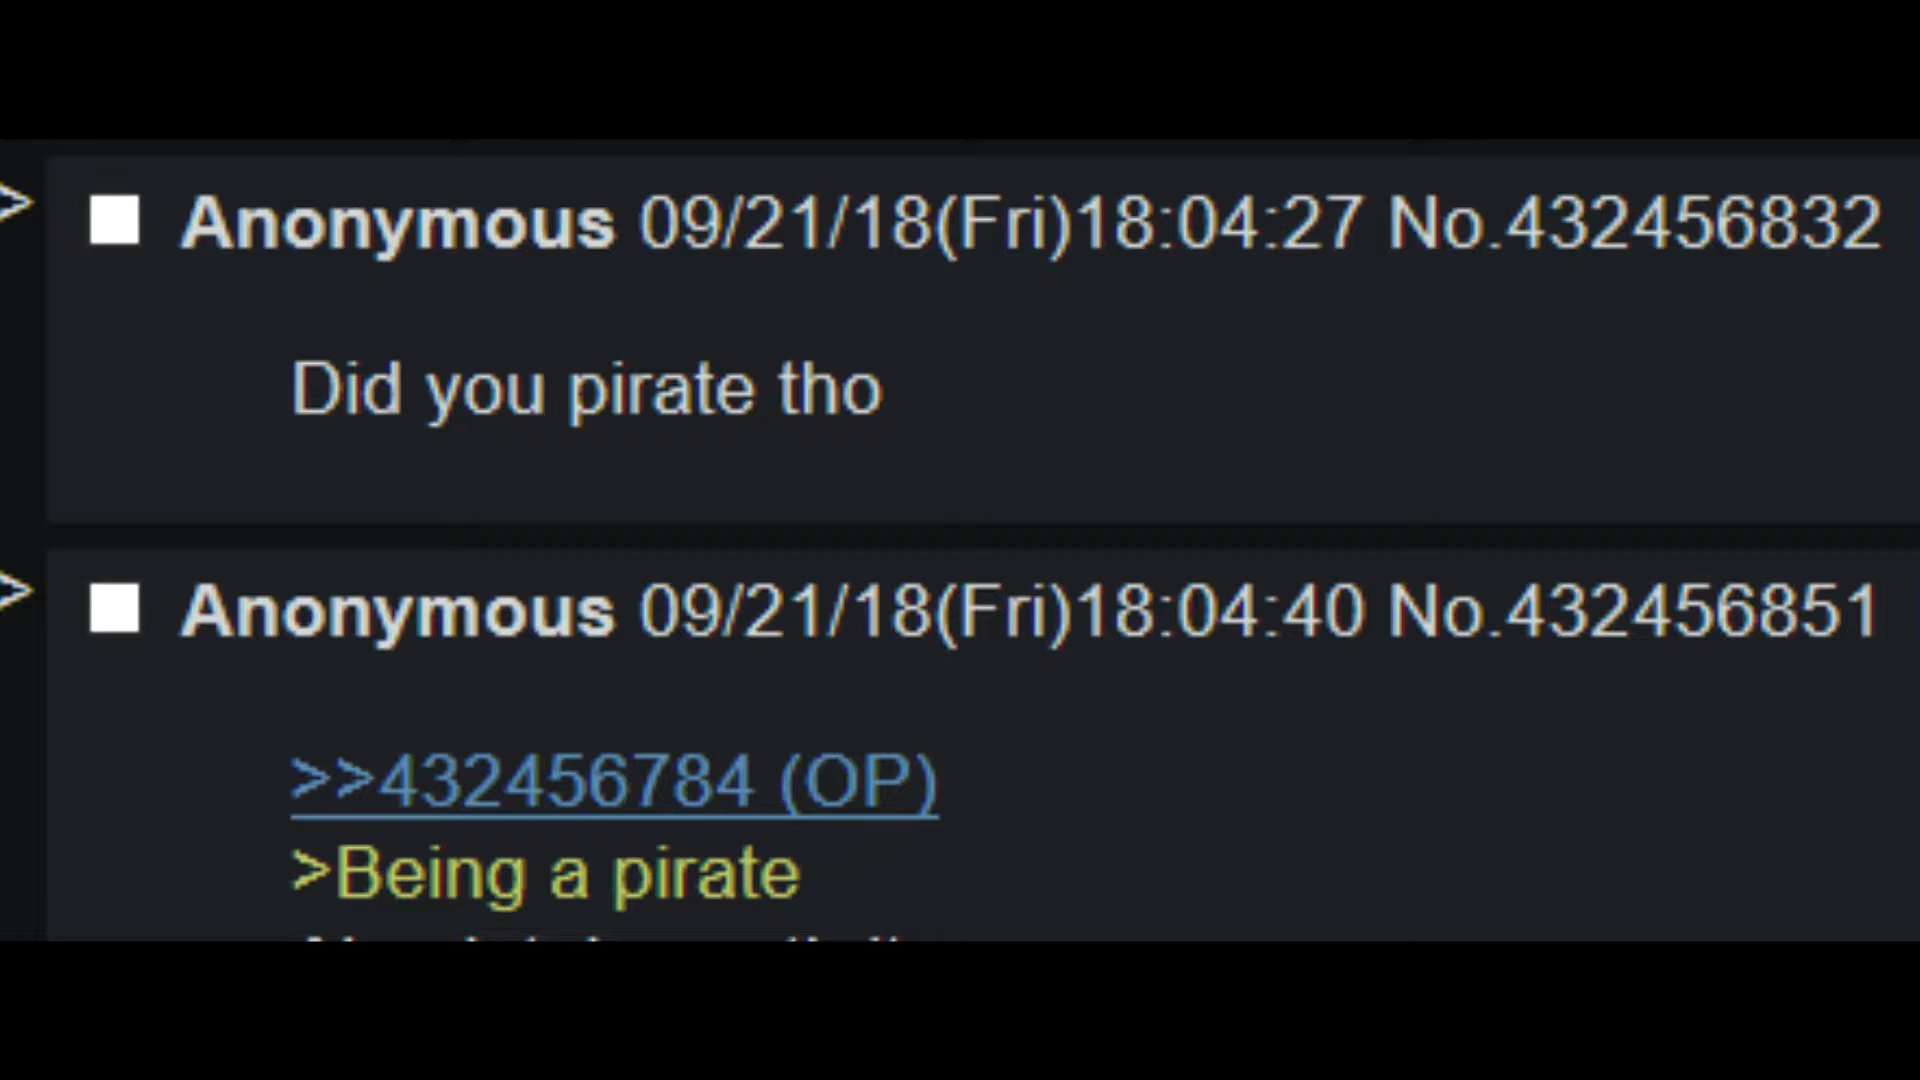 > Anonymous 09/21/18(Fri)18:04:27 No.432456832
Did you pirate tho
> Anonymous 09/21/18(Fri)18:04:40 No.432456851
>>432456784 (OP)
>Being a pirate